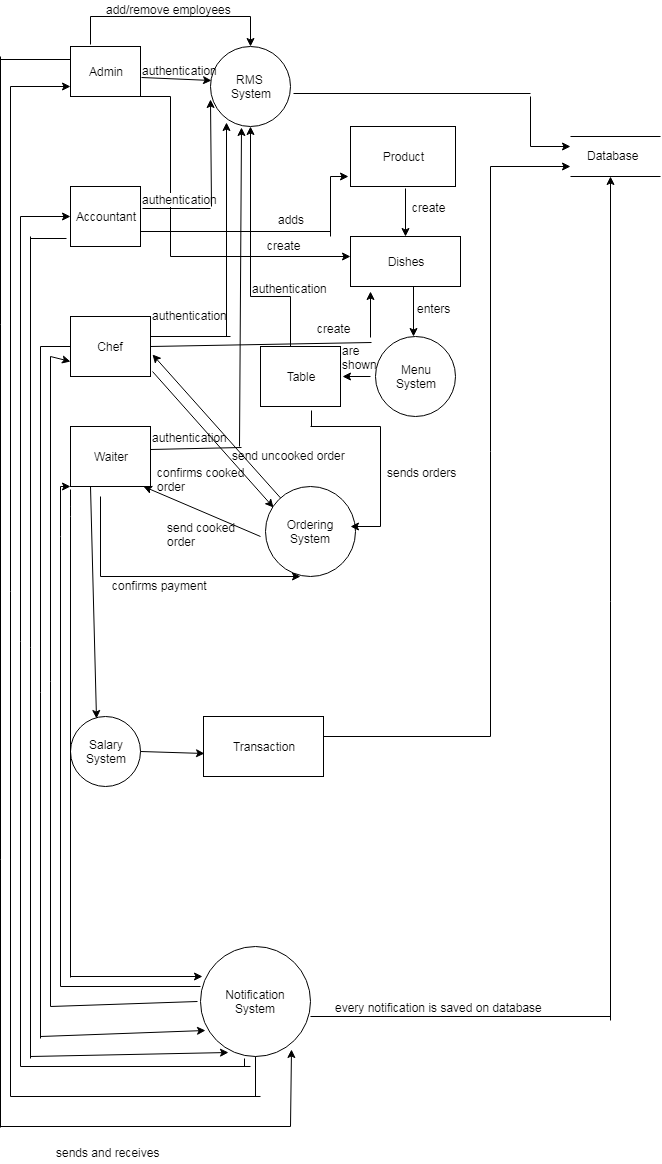 add/remove employees
Admin
authentication
RMS
System
Product
Database
Accountant
authentication
adds
create
create
Dishes
authentication
enters
authentication
create
Chef
are
shown
Table
Menu
System
authentication
Waiter
send uncooked order
confirms cooked
order
sends orders
send cooked
order
Ordering
System
confirms payment
Salary
System
Transaction
Notification
System
every notification is saved on database
sends and receives